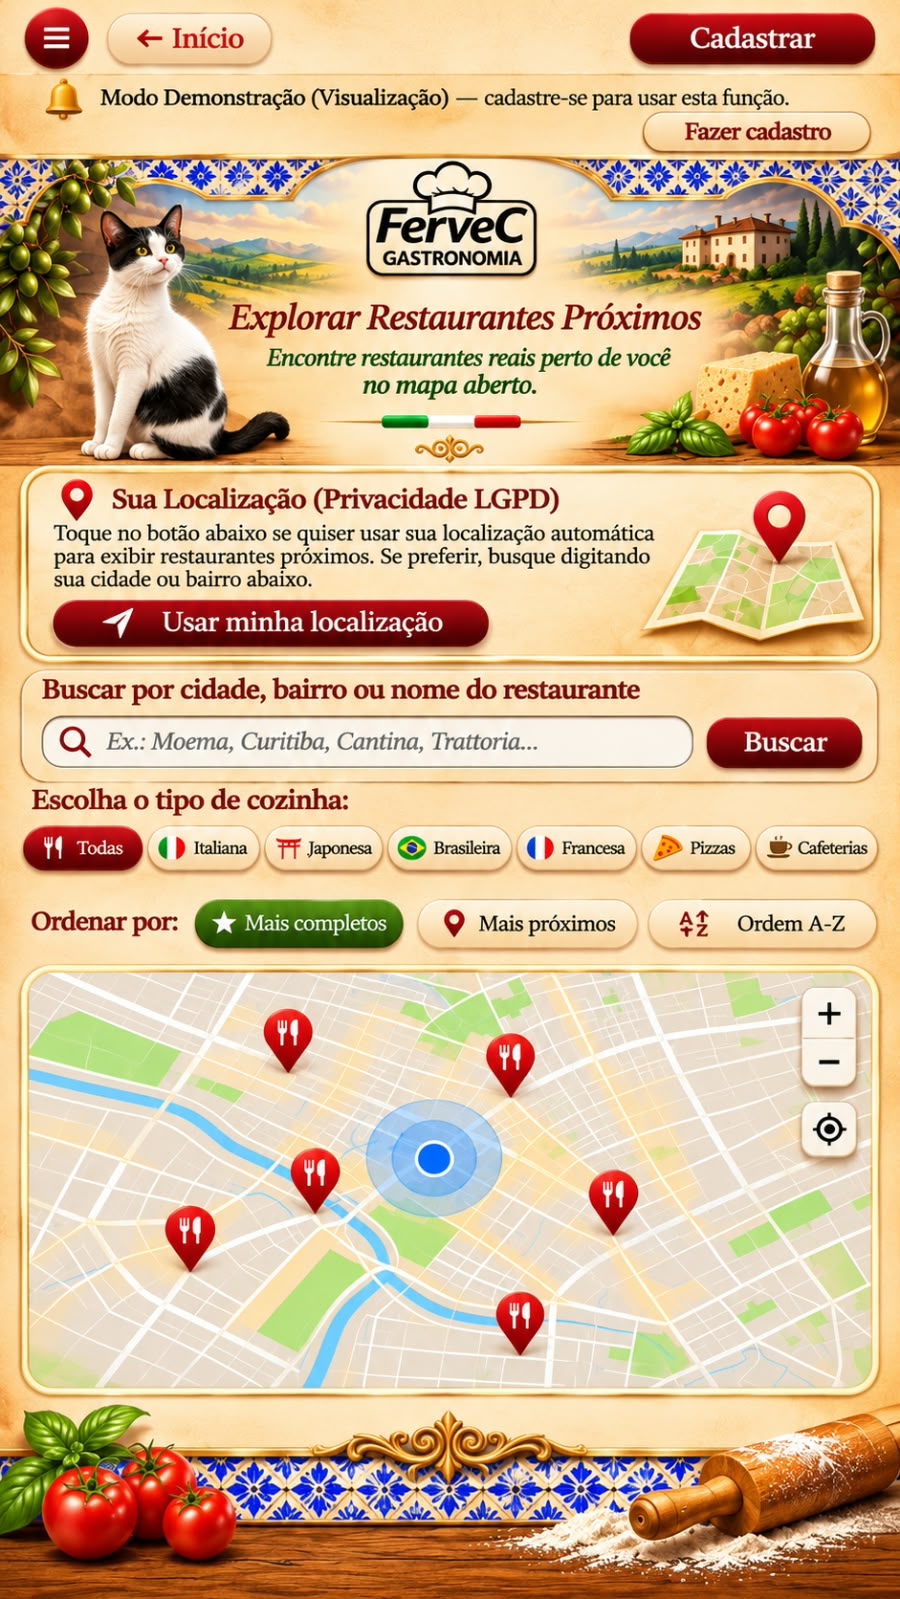 ← Início
Cadastrar
Modo Demonstração (Visualização) — cadastre-se para usar esta função.
Fazer cadastro
FerveC
GASTRONOMIA
Explorar Restaurantes Próximos
Encontre restaurantes reais perto de você
no mapa aberto.
Sua Localização (Privacidade LGPD)
Toque no botão abaixo se quiser usar sua localização automática
para exibir restaurantes próximos. Se preferir, busque digitando
sua cidade ou bairro abaixo.
Usar minha localização
Buscar por cidade, bairro ou nome do restaurante
Ex.: Moema, Curitiba, Cantina, Trattoria...
Buscar
Escolha o tipo de cozinha:
Todas
Italiana
Japonesa
Brasileira
Francesa
Pizzas
Cafeterias
Ordenar por:
Mais completos
Mais próximos
A Z
Ordem A-Z
+
−